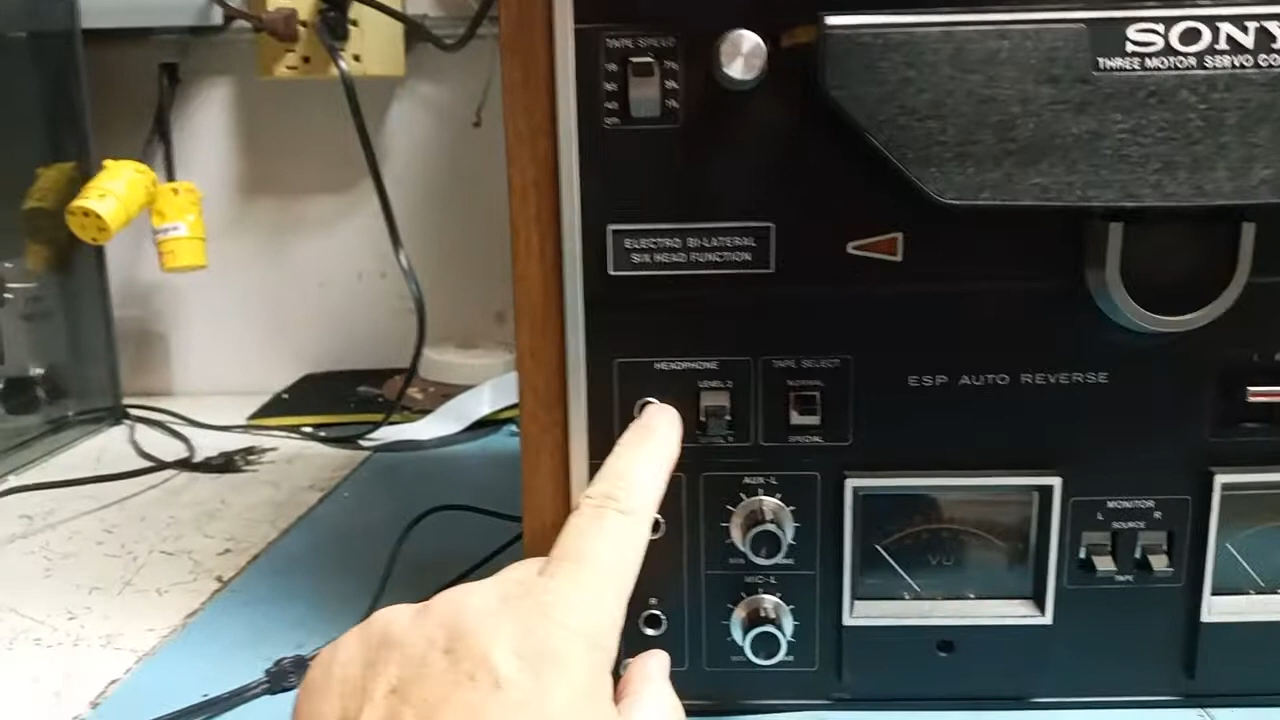 TAPE SPEED
SONY
THREE MOTOR SERVO CO
ELECTRO BI-LATERAL
SIX HEAD FUNCTION
HEADPHONE
LEVEL 2
TAPE SELECT
NORMAL
SPECIAL
ESP AUTO REVERSE
AUX-L
MIC-L
R
VU
MONITOR
L R
SOURCE
TAPE